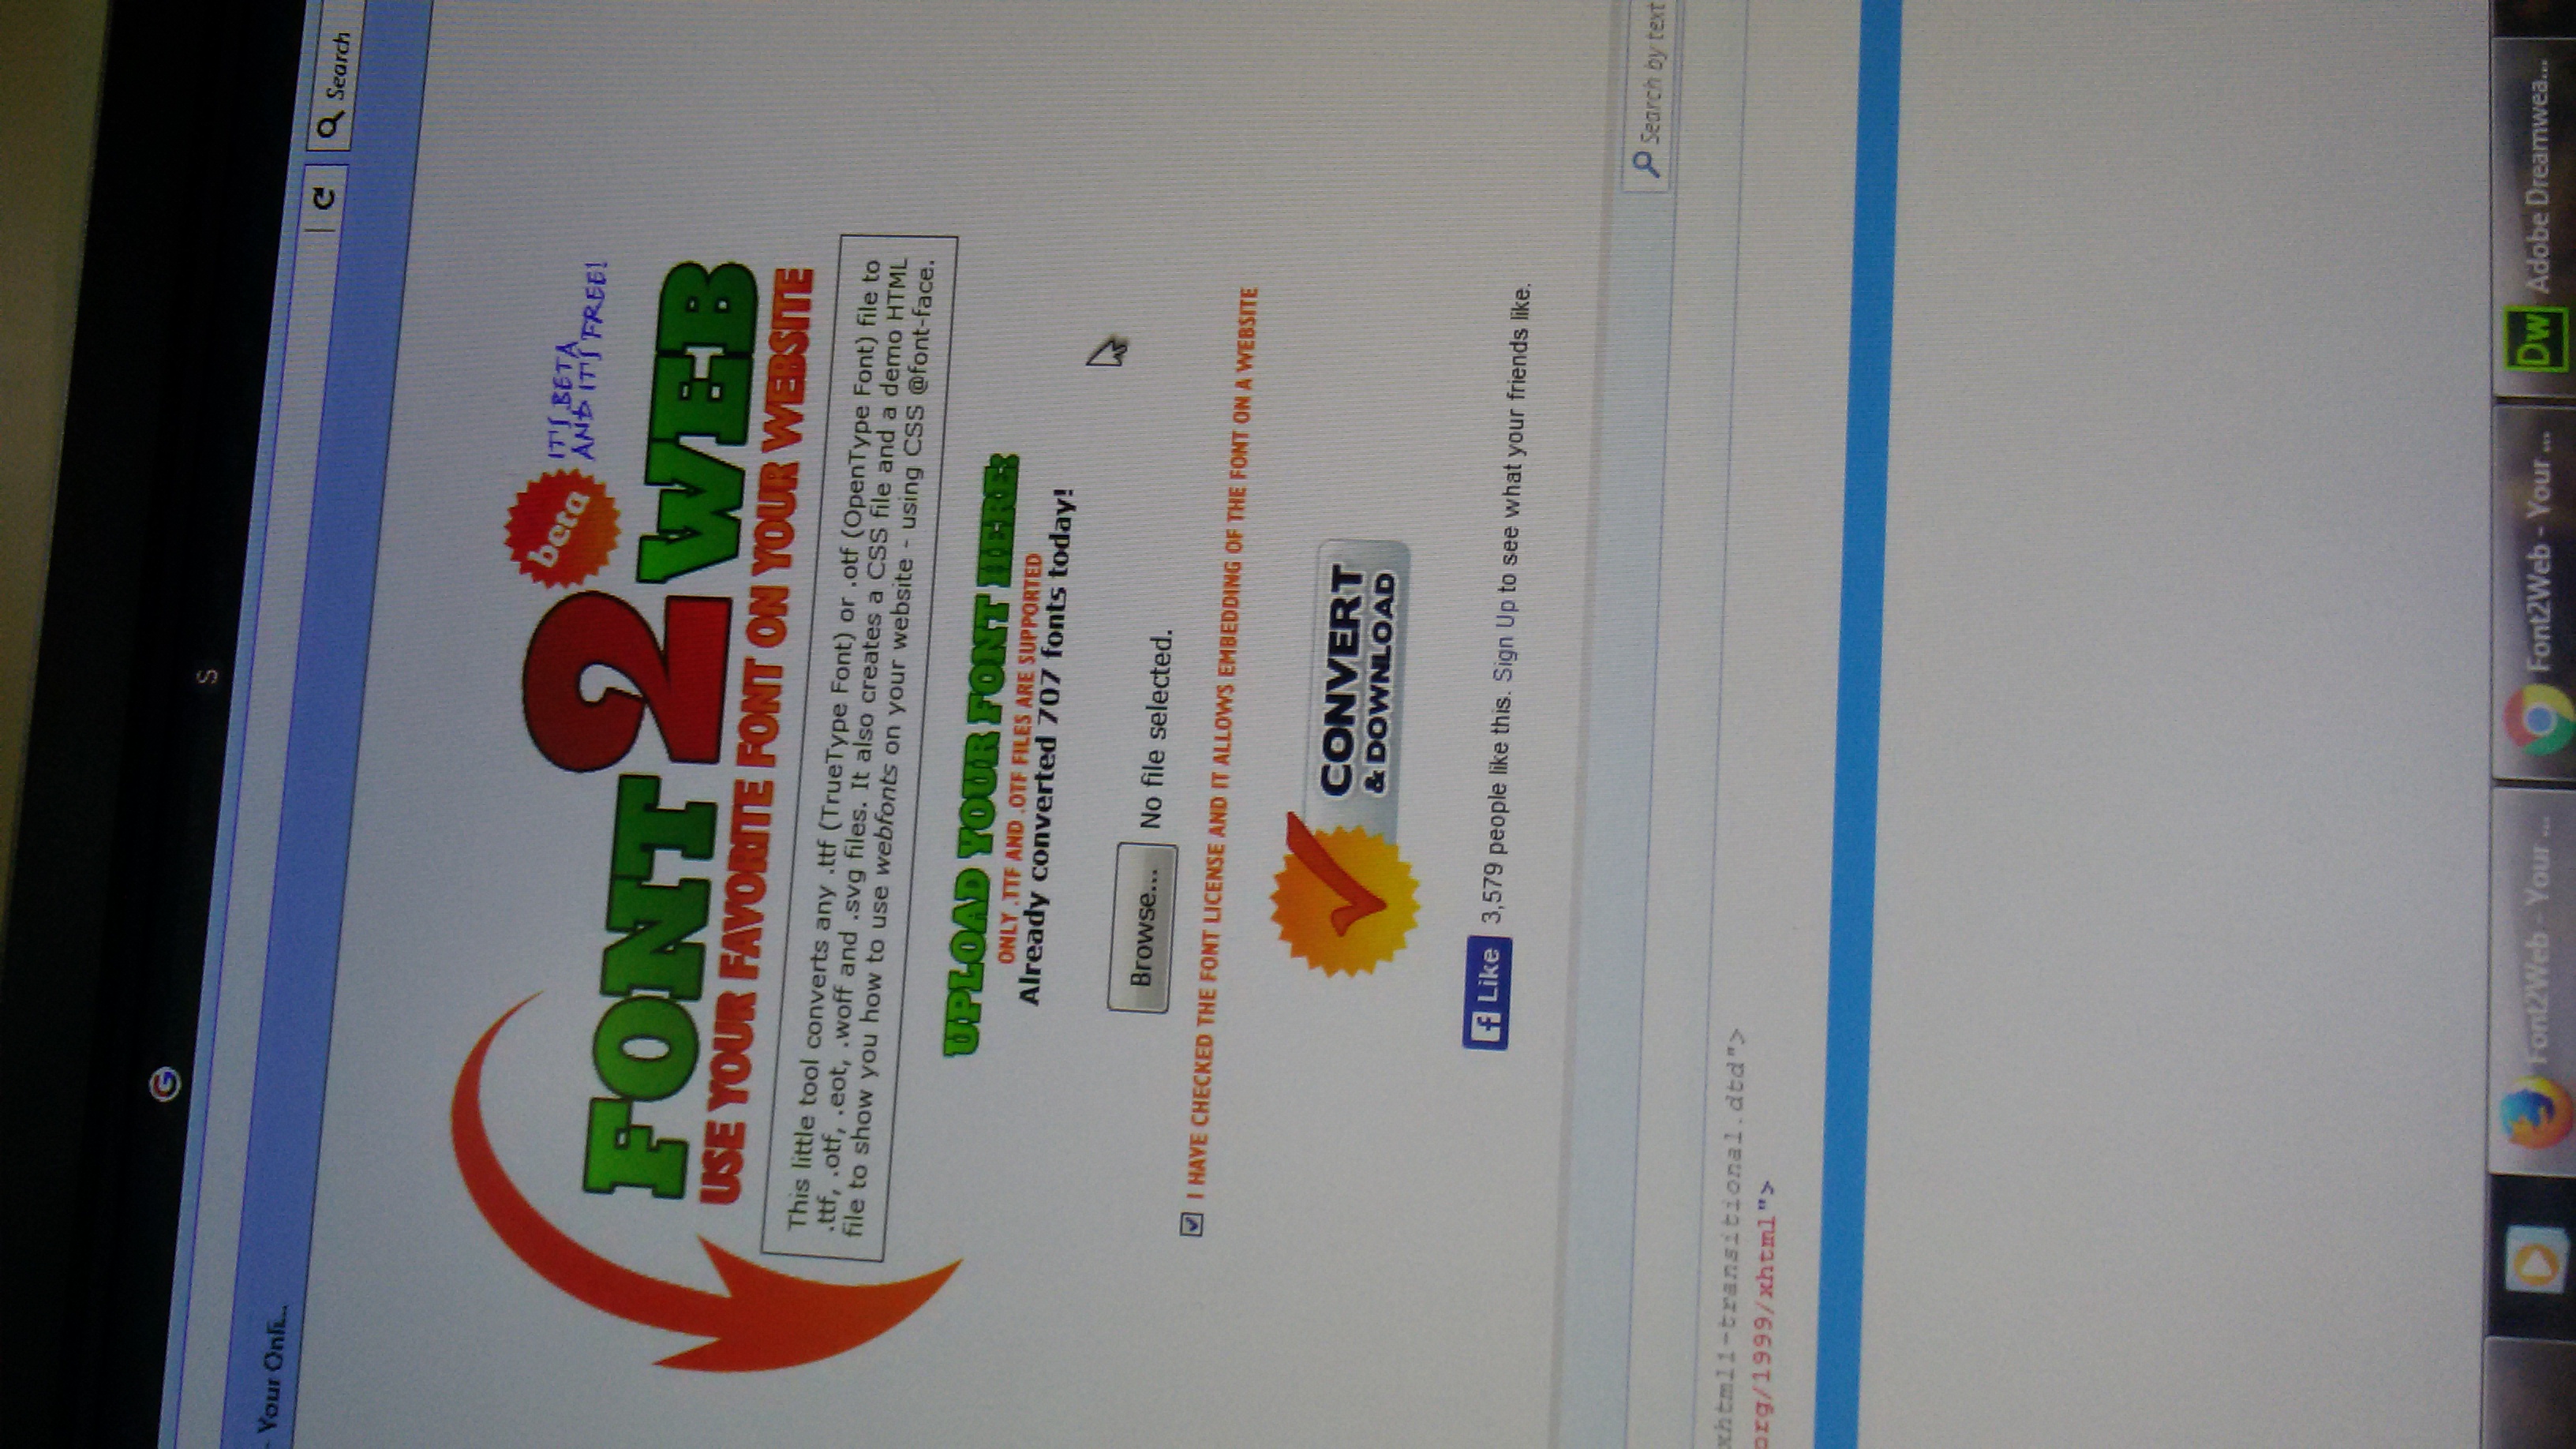 G
S
- Your Onli...
Search
beta
IT'S BETA
AND IT'S FREE!
FONT2WEB
USE YOUR FAVORITE FONT ON YOUR WEBSITE
This little tool converts any .ttf (TrueType Font) or .otf (OpenType Font) file to
.ttf, .otf, .eot, .woff and .svg files. It also creates a CSS file and a demo HTML
file to show you how to use webfonts on your website - using CSS @font-face.
UPLOAD YOUR FONT HERE:
ONLY .TTF AND .OTF FILES ARE SUPPORTED
Already converted 707 fonts today!
Browse... No file selected.
I HAVE CHECKED THE FONT LICENSE AND IT ALLOWS EMBEDDING OF THE FONT ON A WEBSITE
CONVERT
& DOWNLOAD
f Like 3,579 people like this. Sign Up to see what your friends like.
Search by text
xhtml1-transitional.dtd">
org/1999/xhtml">
Font2Web - Your ... Font2Web - Your ... Dw Adobe Dreamwea...